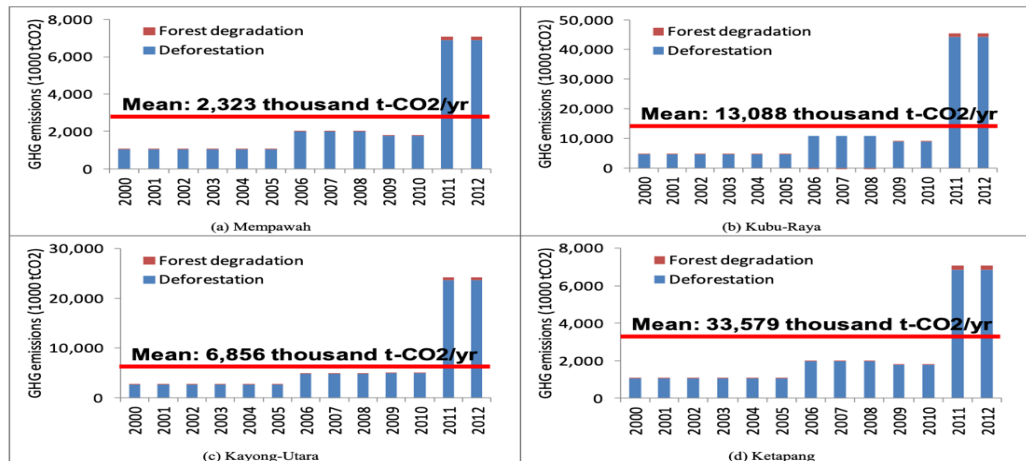 GHG emissions (1000 tCO2)
8,000
6,000
4,000
2,000
0
Forest degradation
Deforestation
Mean: 2,323 thousand t-CO2/yr
2000 2001 2002 2003 2004 2005 2006 2007 2008 2009 2010 2011 2012
(a) Mempawah
GHG emissions (1000 tCO2)
50,000
40,000
30,000
20,000
10,000
0
Forest degradation
Deforestation
Mean: 13,088 thousand t-CO2/yr
2000 2001 2002 2003 2004 2005 2006 2007 2008 2009 2010 2011 2012
(b) Kubu-Raya
GHG emissions (1000 tCO2)
30,000
20,000
10,000
0
Forest degradation
Deforestation
Mean: 6,856 thousand t-CO2/yr
2000 2001 2002 2003 2004 2005 2006 2007 2008 2009 2010 2011 2012
(c) Kayong-Utara
GHG emissions (1000 tCO2)
8,000
6,000
4,000
2,000
0
Forest degradation
Deforestation
Mean: 33,579 thousand t-CO2/yr
2000 2001 2002 2003 2004 2005 2006 2007 2008 2009 2010 2011 2012
(d) Ketapang